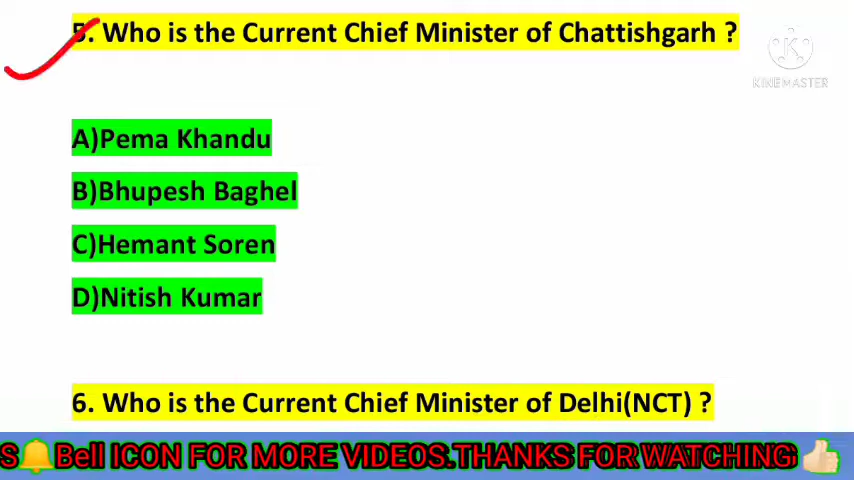 5. Who is the Current Chief Minister of Chattishgarh ?
KINEMASTER
A)Pema Khandu
B)Bhupesh Baghel
C)Hemant Soren
D)Nitish Kumar
6. Who is the Current Chief Minister of Delhi(NCT) ?
S🔔Bell ICON FOR MORE VIDEOS.THANKS FOR WATCHING👍🏻